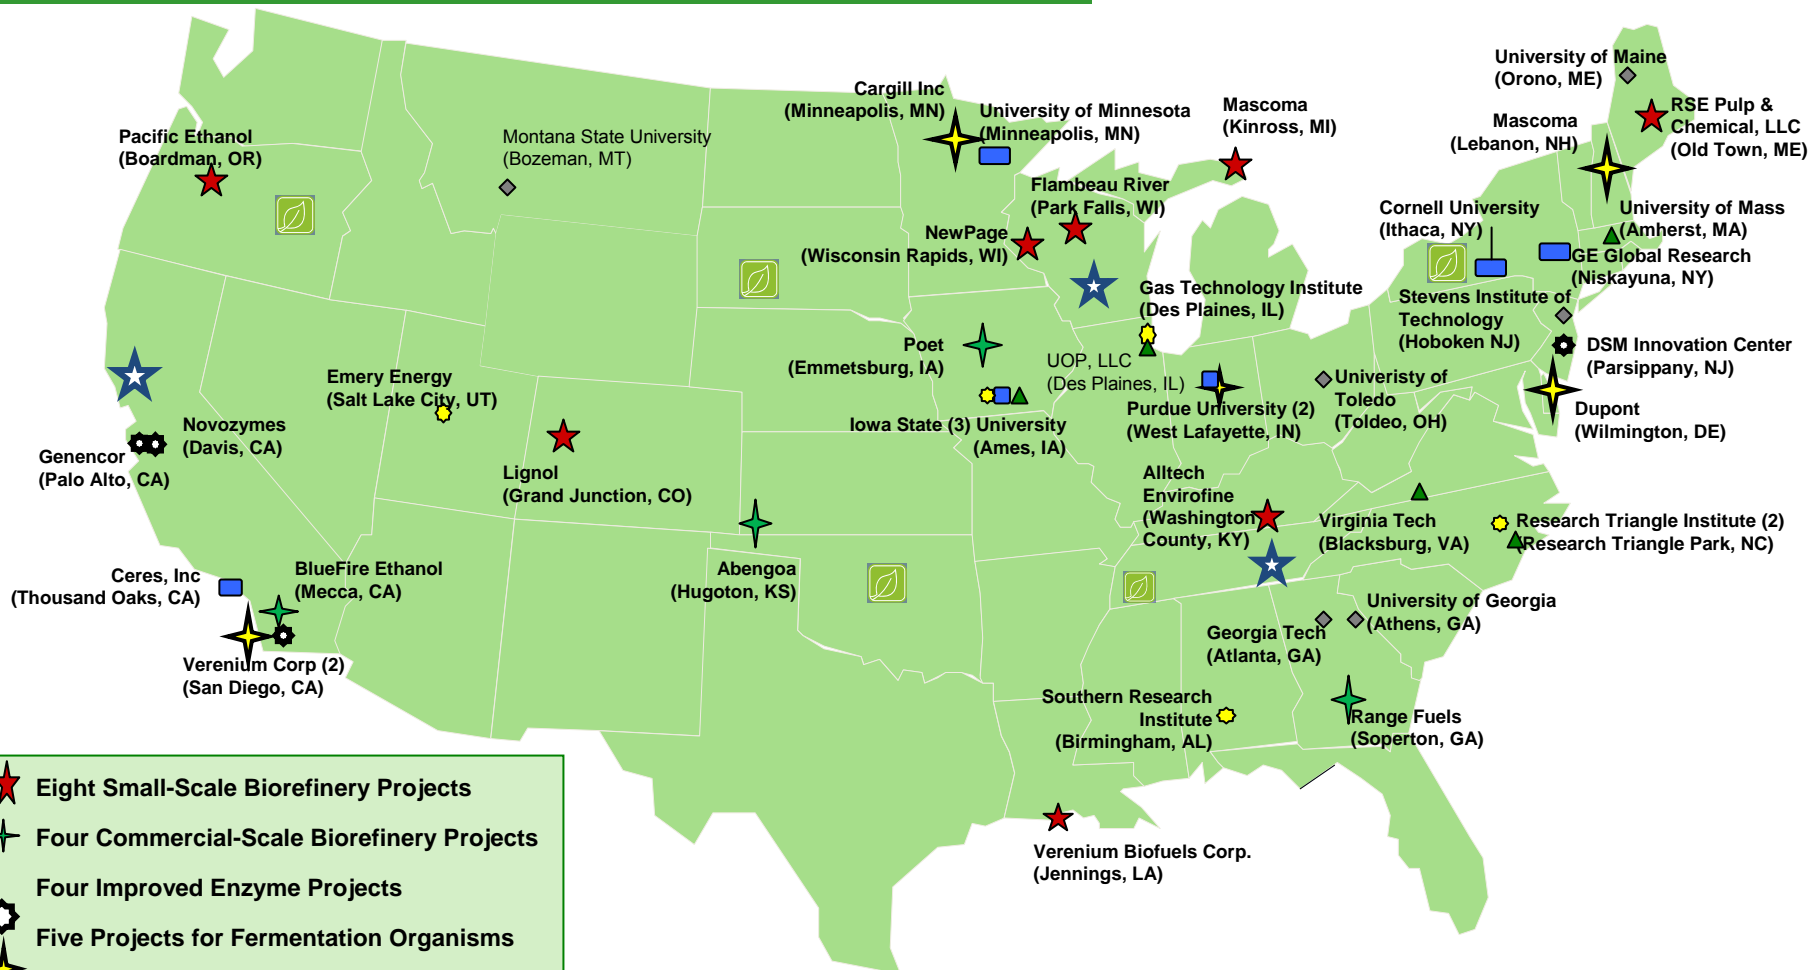 University of Maine
(Orono, ME)
Cargill Inc
(Minneapolis, MN)
University of Minnesota
(Minneapolis, MN)
Mascoma
(Kinross, MI)
RSE Pulp &
Chemical, LLC
(Old Town, ME)
Mascoma
(Lebanon, NH)
Pacific Ethanol
(Boardman, OR)
Montana State University
(Bozeman, MT)
Flambeau River
(Park Falls, WI)
Cornell University
(Ithaca, NY)
University of Mass
(Amherst, MA)
NewPage
(Wisconsin Rapids, WI)
GE Global Research
(Niskayuna, NY)
Gas Technology Institute
(Des Plaines, IL)
Stevens Institute of
Technology
(Hoboken NJ)
Poet
(Emmetsburg, IA)
UOP, LLC
(Des Plaines, IL)
DSM Innovation Center
(Parsippany, NJ)
Emery Energy
(Salt Lake City, UT)
Univeristy of
Toledo
(Toldeo, OH)
Purdue University (2)
(West Lafayette, IN)
Dupont
(Wilmington, DE)
Novozymes
(Davis, CA)
Iowa State (3) University
(Ames, IA)
Genencor
(Palo Alto, CA)
Lignol
(Grand Junction, CO)
Alltech
Envirofine
(Washington
County, KY)
Virginia Tech
(Blacksburg, VA)
Research Triangle Institute (2)
(Research Triangle Park, NC)
Ceres, Inc
(Thousand Oaks, CA)
BlueFire Ethanol
(Mecca, CA)
Abengoa
(Hugoton, KS)
University of Georgia
(Athens, GA)
Georgia Tech
(Atlanta, GA)
Verenium Corp (2)
(San Diego, CA)
Southern Research
Institute
(Birmingham, AL)
Range Fuels
(Soperton, GA)
Verenium Biofuels Corp.
(Jennings, LA)
Eight Small-Scale Biorefinery Projects
Four Commercial-Scale Biorefinery Projects
Four Improved Enzyme Projects
Five Projects for Fermentation Organisms